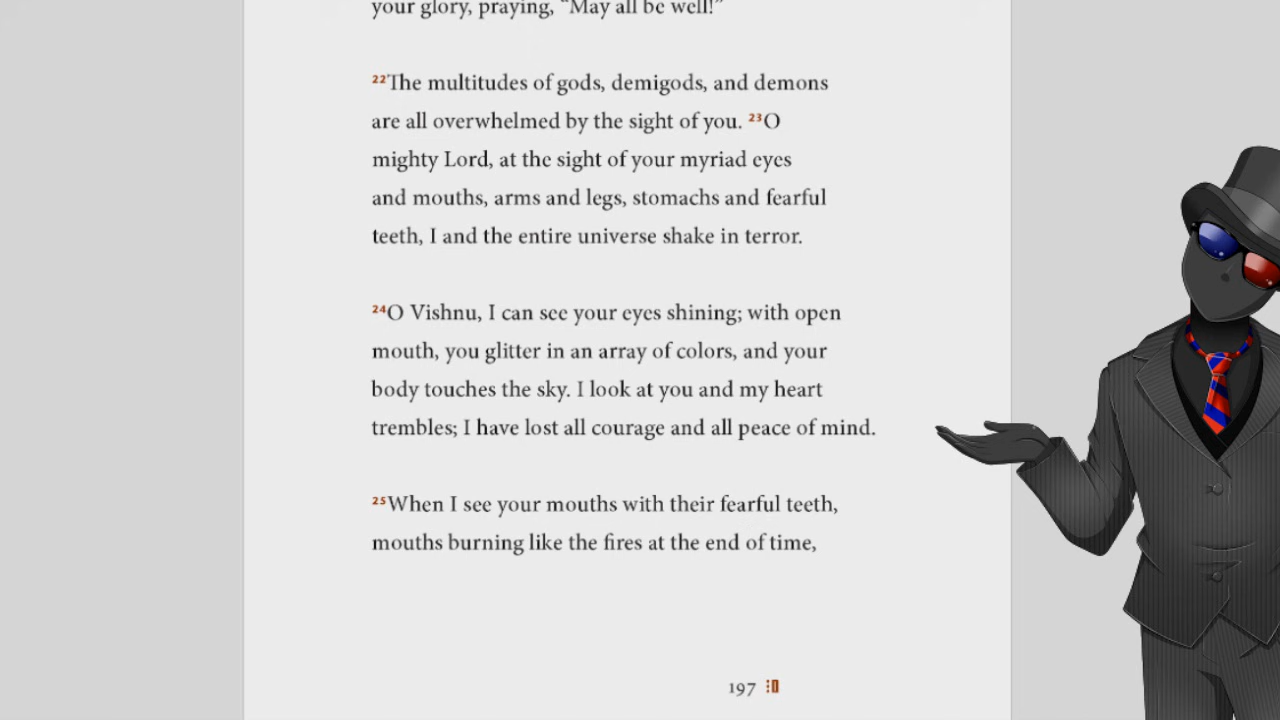 your glory, praying, “May all be well!”
²²The multitudes of gods, demigods, and demons
are all overwhelmed by the sight of you. ²³O
mighty Lord, at the sight of your myriad eyes
and mouths, arms and legs, stomachs and fearful
teeth, I and the entire universe shake in terror.
²⁴O Vishnu, I can see your eyes shining; with open
mouth, you glitter in an array of colors, and your
body touches the sky. I look at you and my heart
trembles; I have lost all courage and all peace of mind.
²⁵When I see your mouths with their fearful teeth,
mouths burning like the fires at the end of time,
197